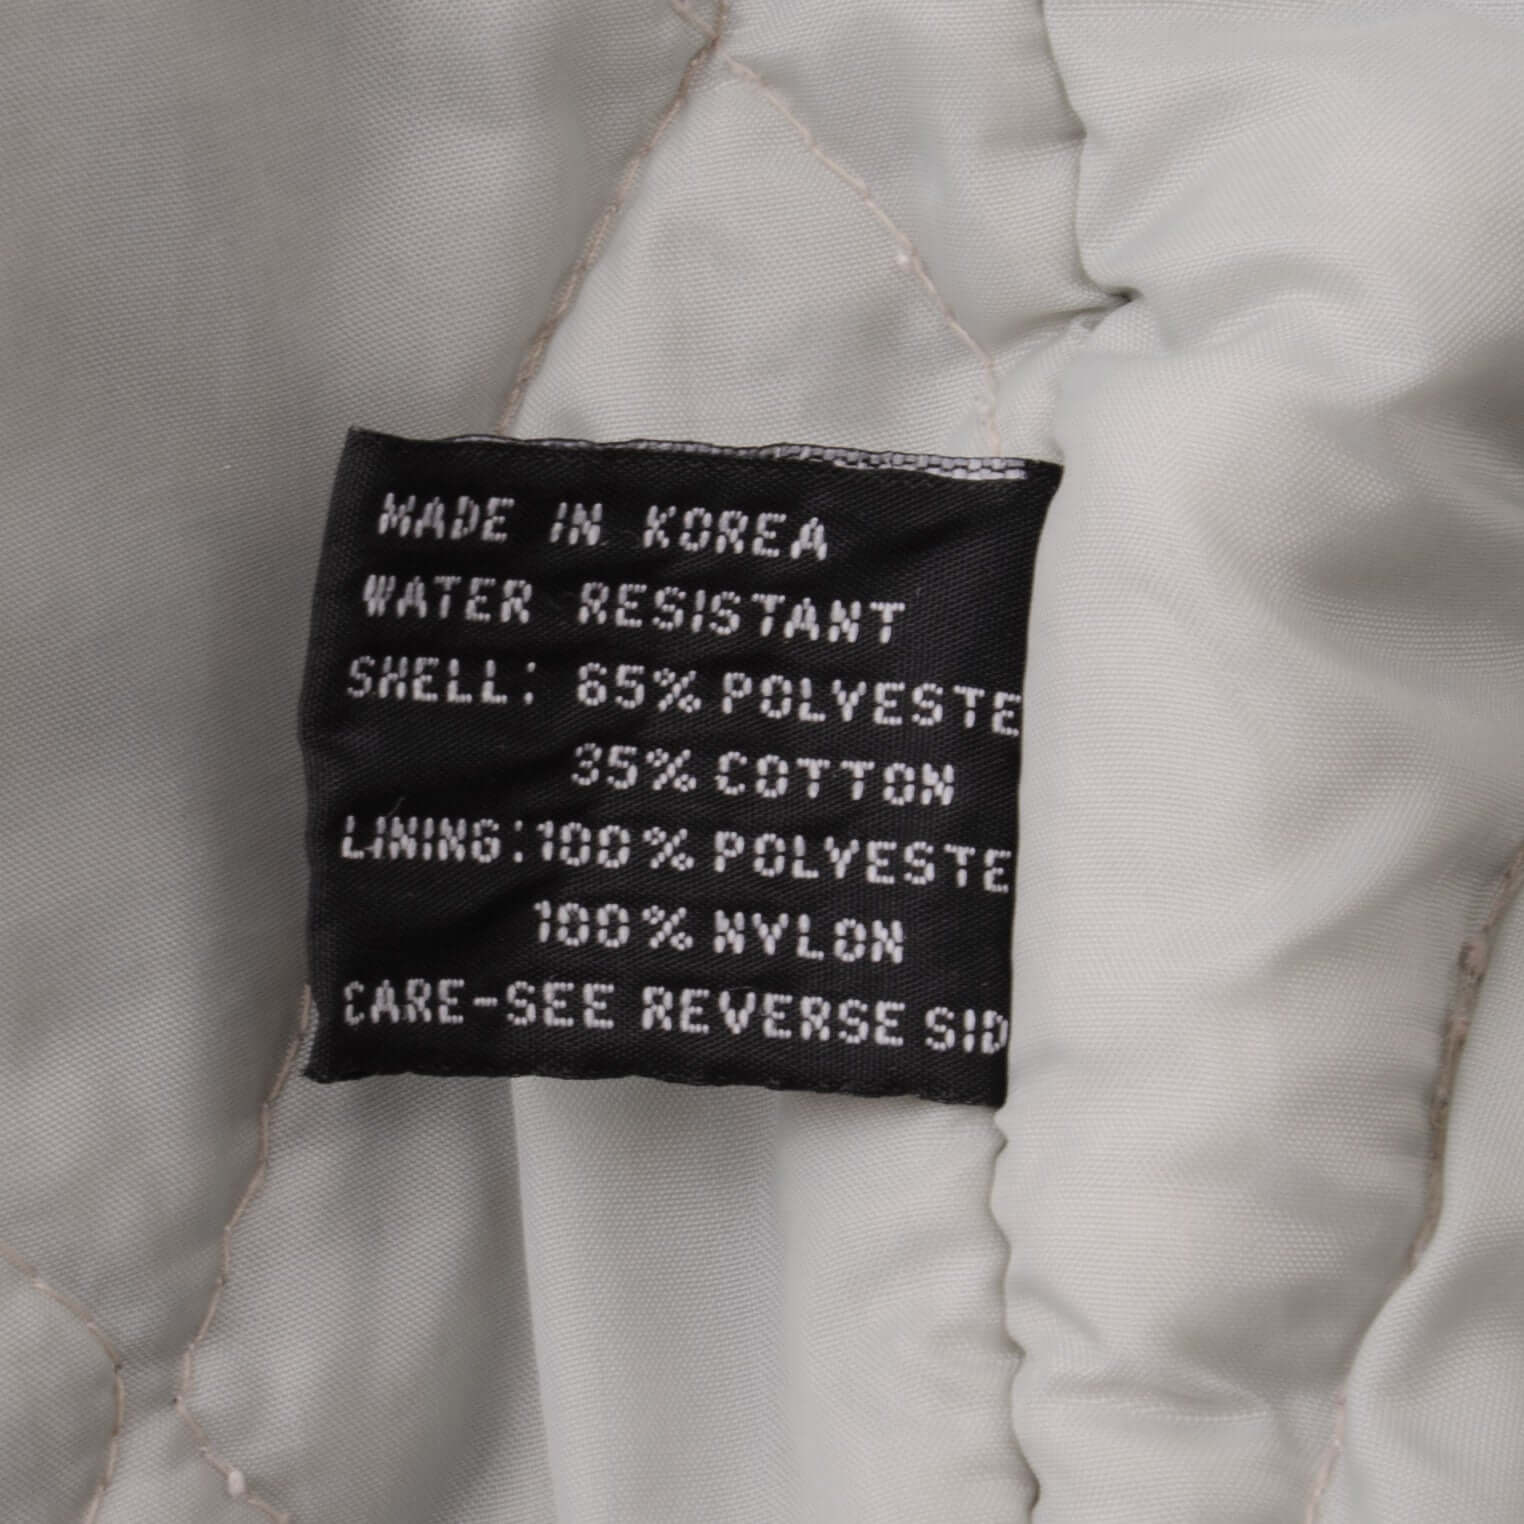 MADE IN KOREA
WATER RESISTANT
SHELL: 65% POLYESTE
35% COTTON
LINING:100% POLYESTE
100% NYLON
CARE-SEE REVERSE SID